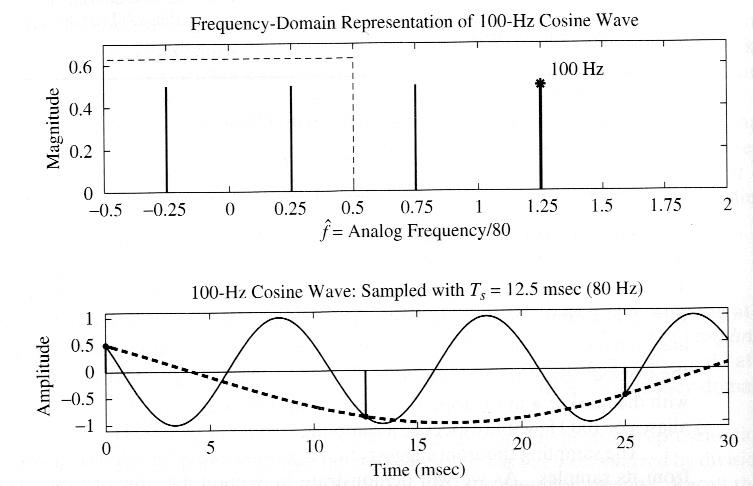 Frequency-Domain Representation of 100-Hz Cosine Wave
0.6
0.4
0.2
0
Magnitude
100 Hz
−0.5 −0.25 0 0.25 0.5 0.75 1 1.25 1.5 1.75 2
f̂ = Analog Frequency/80
100-Hz Cosine Wave: Sampled with Tₛ = 12.5 msec (80 Hz)
1
0.5
0
−0.5
−1
Amplitude
0 5 10 15 20 25 30
Time (msec)